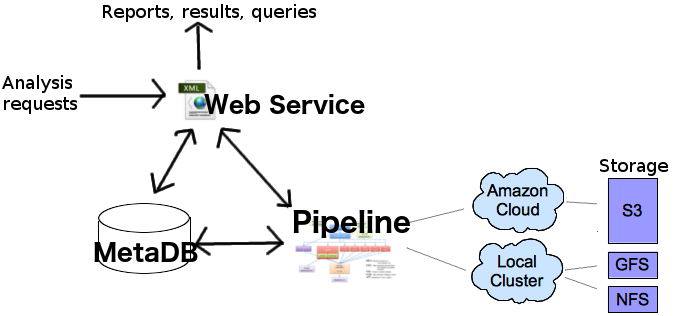 Reports, results, queries
Analysis
requests
XML
Web Service
Storage
Amazon
Cloud
S3
Pipeline
MetaDB
Local
Cluster
GFS
NFS